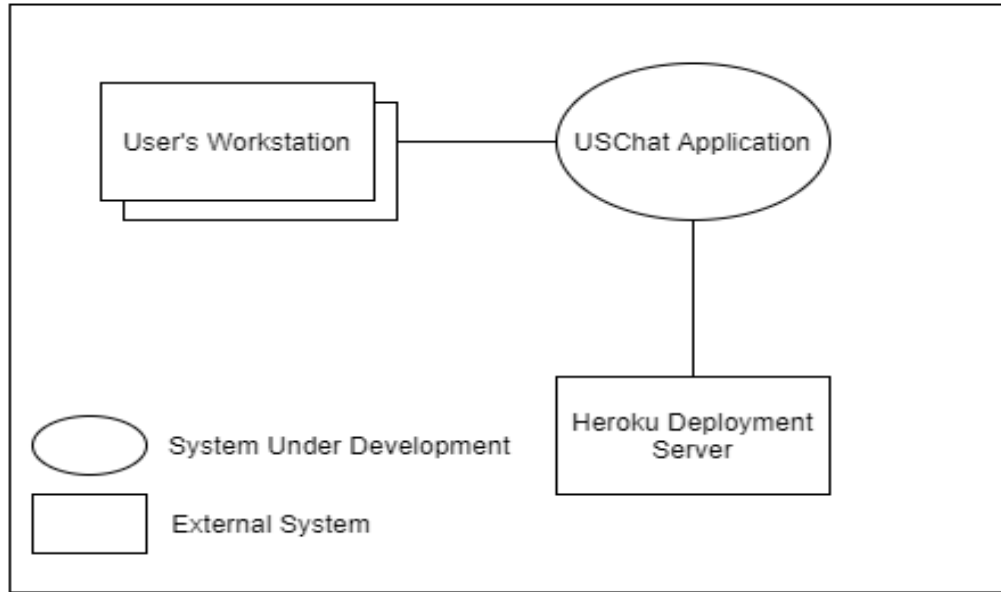 User's Workstation
USChat Application
Heroku Deployment
Server
System Under Development
External System